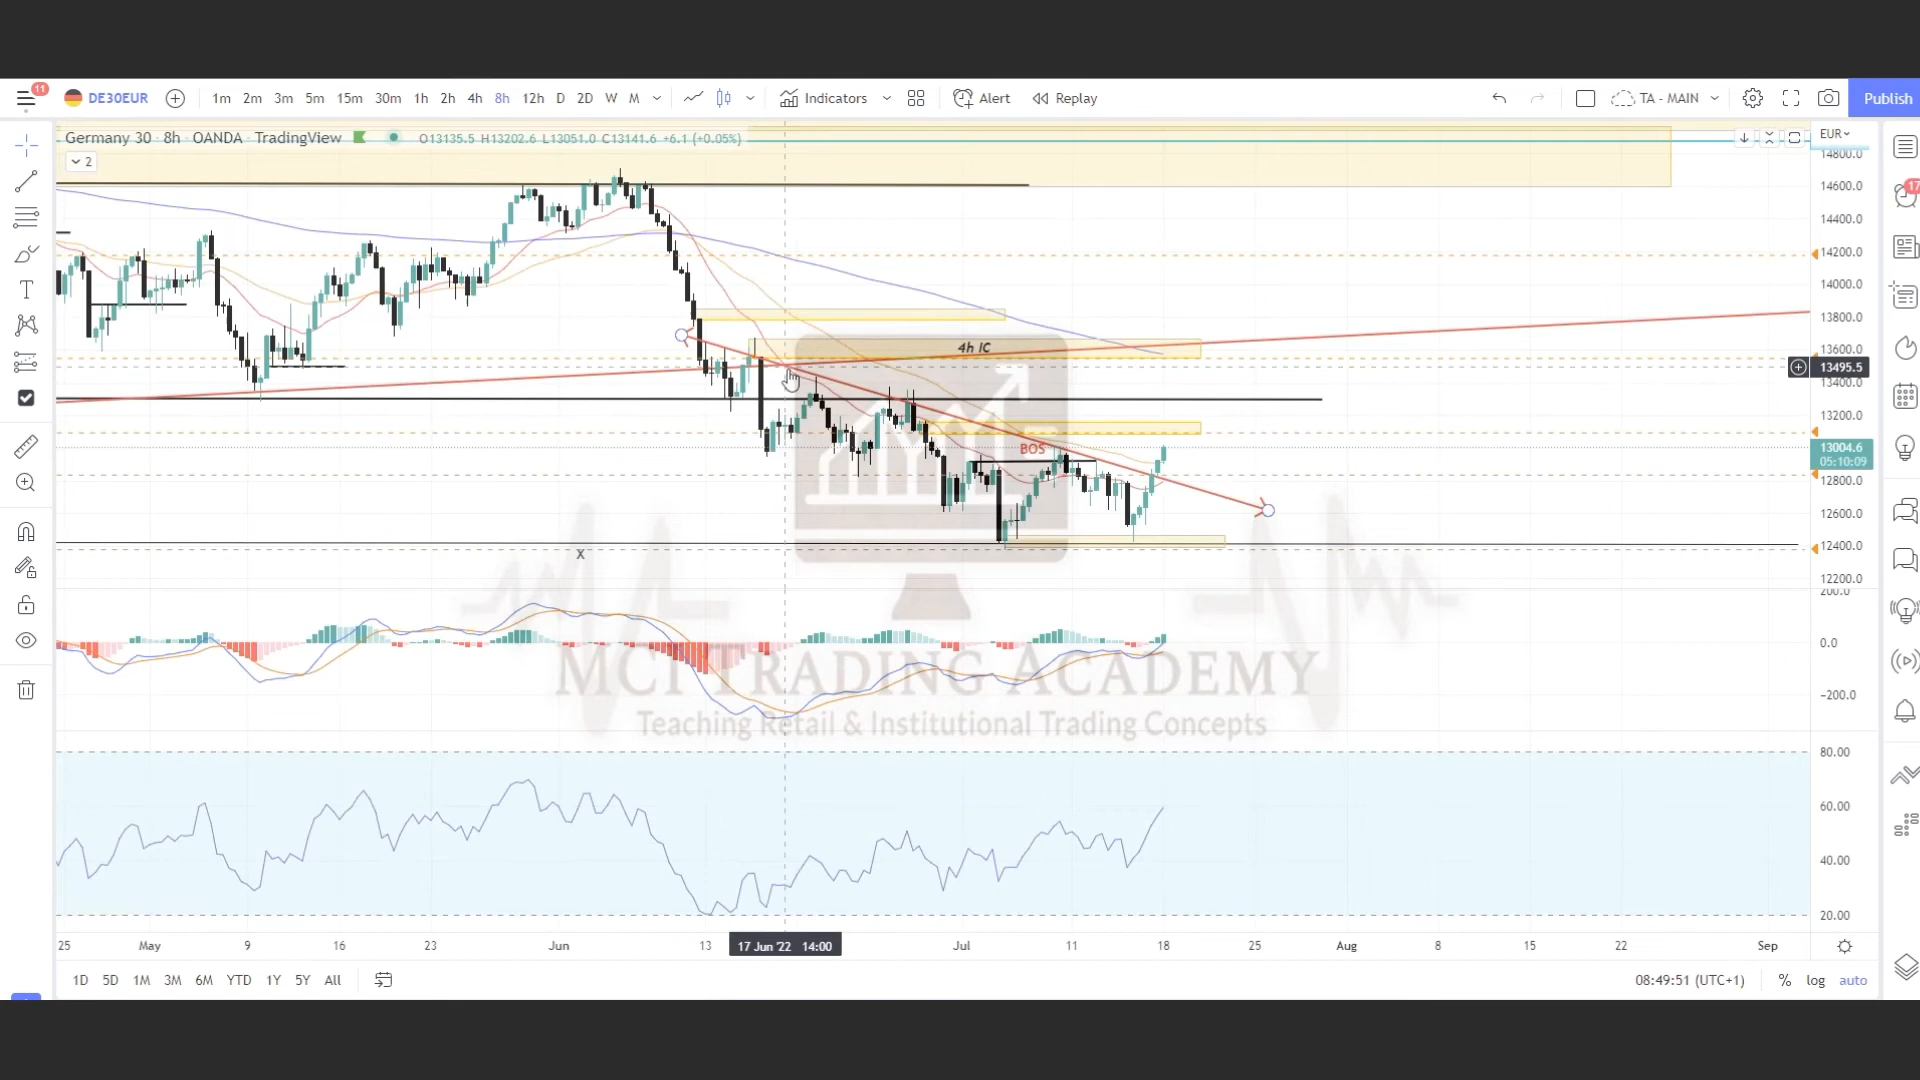 11
DE30EUR 1m 2m 3m 5m 15m 30m 1h 2h 4h 8h 12h D 2D W M Indicators Alert Replay TA - MAIN Publish
Germany 30 · 8h · OANDA · TradingView O13135.5 H13202.6 L13051.0 C13141.6 +6.1 (+0.05%) EUR
2
14800.0
14600.0
17
14400.0
14200.0
14000.0
13800.0
4h IC
13600.0
13495.5
13400.0
13200.0
BOS
13004.6
05:10:09
12800.0
12600.0
12400.0
X
12200.0
200.0
0.0
MCI TRADING ACADEMY
-200.0
Teaching Retail & Institutional Trading Concepts
80.00
60.00
40.00
20.00
25 May 9 16 23 Jun 13 17 Jun '22 14:00 Jul 11 18 25 Aug 8 15 22 Sep
1D 5D 1M 3M 6M YTD 1Y 5Y All 08:49:51 (UTC+1) % log auto